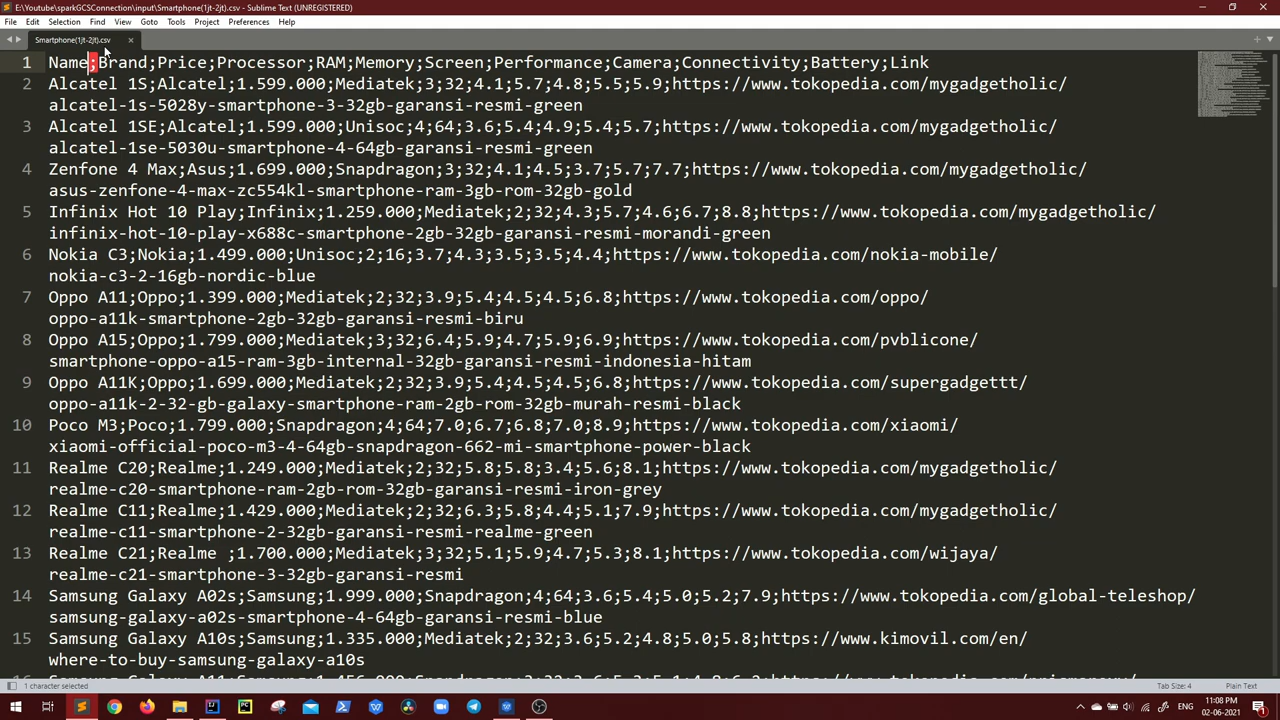 E:\Youtube\sparkGCSConnection\input\Smartphone(1jt-2jt).csv - Sublime Text (UNREGISTERED)
File Edit Selection Find View Goto Tools Project Preferences Help
Smartphone(1jt-2jt).csv
1 Name;Brand;Price;Processor;RAM;Memory;Screen;Performance;Camera;Connectivity;Battery;Link
2 Alcatel 1S;Alcatel;1.599.000;Mediatek;3;32;4.1;5.4;4.8;5.5;5.9;https://www.tokopedia.com/mygadgetholic/
alcatel-1s-5028y-smartphone-3-32gb-garansi-resmi-green
3 Alcatel 1SE;Alcatel;1.599.000;Unisoc;4;64;3.6;5.4;4.9;5.4;5.7;https://www.tokopedia.com/mygadgetholic/
alcatel-1se-5030u-smartphone-4-64gb-garansi-resmi-green
4 Zenfone 4 Max;Asus;1.699.000;Snapdragon;3;32;4.1;4.5;3.7;5.7;7.7;https://www.tokopedia.com/mygadgetholic/
asus-zenfone-4-max-zc554kl-smartphone-ram-3gb-rom-32gb-gold
5 Infinix Hot 10 Play;Infinix;1.259.000;Mediatek;2;32;4.3;5.7;4.6;6.7;8.8;https://www.tokopedia.com/mygadgetholic/
infinix-hot-10-play-x688c-smartphone-2gb-32gb-garansi-resmi-morandi-green
6 Nokia C3;Nokia;1.499.000;Unisoc;2;16;3.7;4.3;3.5;3.5;4.4;https://www.tokopedia.com/nokia-mobile/
nokia-c3-2-16gb-nordic-blue
7 Oppo A11;Oppo;1.399.000;Mediatek;2;32;3.9;5.4;4.5;4.5;6.8;https://www.tokopedia.com/oppo/
oppo-a11k-smartphone-2gb-32gb-garansi-resmi-biru
8 Oppo A15;Oppo;1.799.000;Mediatek;3;32;6.4;5.9;4.7;5.9;6.9;https://www.tokopedia.com/pvblicone/
smartphone-oppo-a15-ram-3gb-internal-32gb-garansi-resmi-indonesia-hitam
9 Oppo A11K;Oppo;1.699.000;Mediatek;2;32;3.9;5.4;4.5;4.5;6.8;https://www.tokopedia.com/supergadgettt/
oppo-a11k-2-32-gb-galaxy-smartphone-ram-2gb-rom-32gb-murah-resmi-black
10 Poco M3;Poco;1.799.000;Snapdragon;4;64;7.0;6.7;6.8;7.0;8.9;https://www.tokopedia.com/xiaomi/
xiaomi-official-poco-m3-4-64gb-snapdragon-662-mi-smartphone-power-black
11 Realme C20;Realme;1.249.000;Mediatek;2;32;5.8;5.8;3.4;5.6;8.1;https://www.tokopedia.com/mygadgetholic/
realme-c20-smartphone-ram-2gb-rom-32gb-garansi-resmi-iron-grey
12 Realme C11;Realme;1.429.000;Mediatek;2;32;6.3;5.8;4.4;5.1;7.9;https://www.tokopedia.com/mygadgetholic/
realme-c11-smartphone-2-32gb-garansi-resmi-realme-green
13 Realme C21;Realme ;1.700.000;Mediatek;3;32;5.1;5.9;4.7;5.3;8.1;https://www.tokopedia.com/wijaya/
realme-c21-smartphone-3-32gb-garansi-resmi
14 Samsung Galaxy A02s;Samsung;1.999.000;Snapdragon;4;64;3.6;5.4;5.0;5.2;7.9;https://www.tokopedia.com/global-teleshop/
samsung-galaxy-a02s-smartphone-4-64gb-garansi-resmi-blue
15 Samsung Galaxy A10s;Samsung;1.335.000;Mediatek;2;32;3.6;5.2;4.8;5.0;5.8;https://www.kimovil.com/en/
where-to-buy-samsung-galaxy-a10s
1 character selected
Tab Size: 4
Plain Text
ENG
11:08 PM
02-06-2021